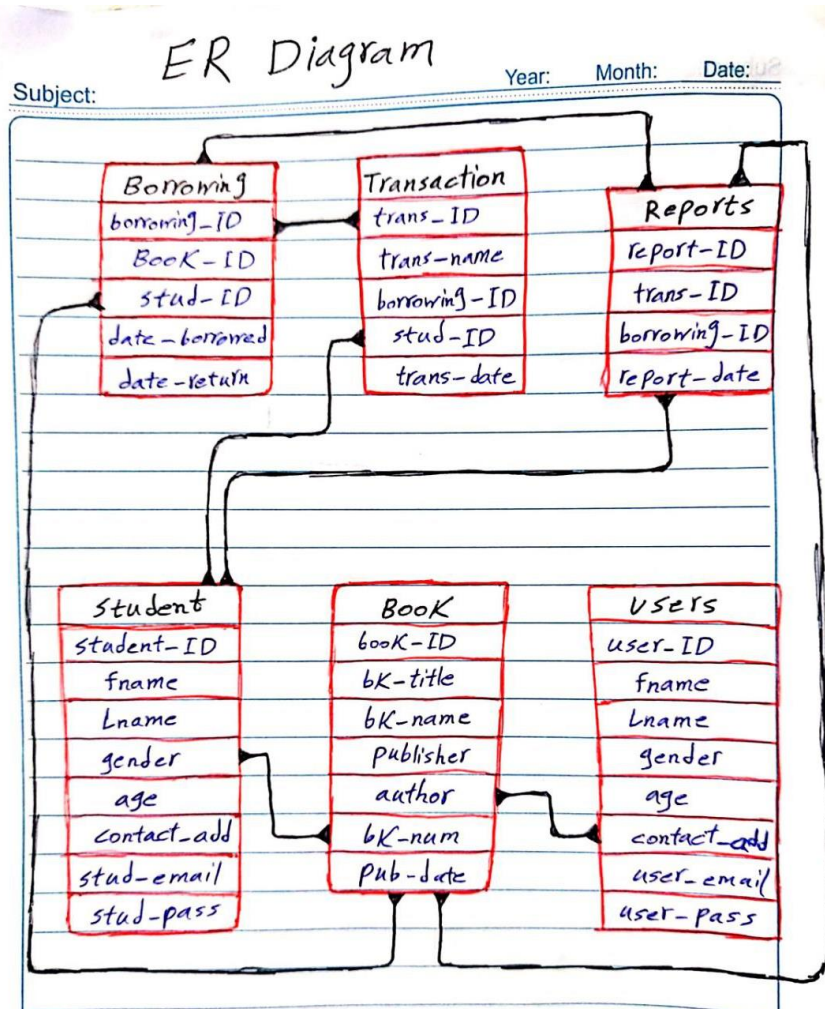 ER Diagram
Subject:
Year: Month: Date:
Borrowing
borrowing_ID
Book-ID
stud-ID
date-borrowed
date-return
Transaction
trans_ID
trans-name
borrowing-ID
stud-ID
trans-date
Reports
report-ID
trans-ID
borrowing-ID
report-date
Student
student-ID
fname
Lname
gender
age
contact_add
stud-email
stud-pass
Book
book-ID
bk-title
bk-name
Publisher
author
bk-num
Pub-date
Users
user-ID
fname
Lname
gender
age
contact_add
user_email
user-pass